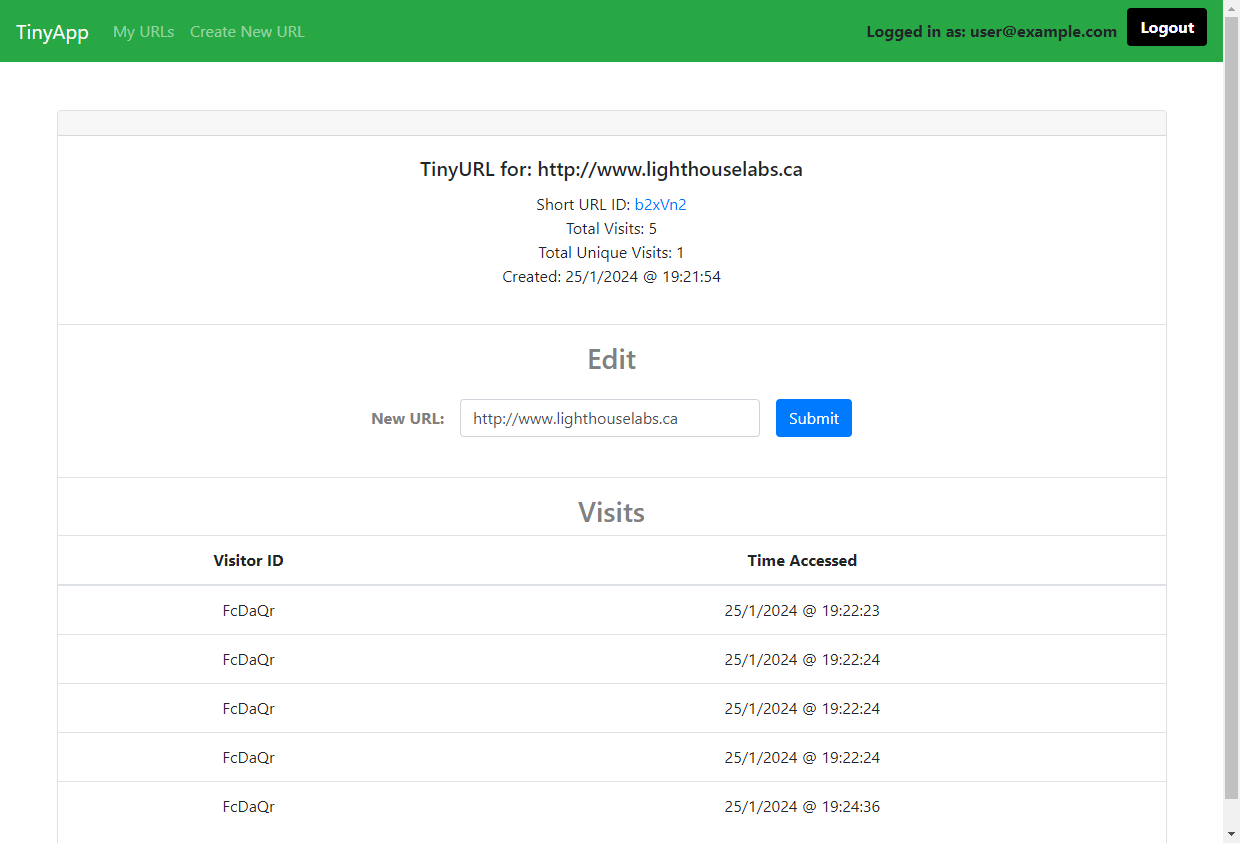 TinyApp My URLs Create New URL Logged in as: user@example.com Logout
TinyURL for: http://www.lighthouselabs.ca
Short URL ID: b2xVn2
Total Visits: 5
Total Unique Visits: 1
Created: 25/1/2024 @ 19:21:54
Edit
New URL: http://www.lighthouselabs.ca Submit
Visits
Visitor ID Time Accessed
FcDaQr 25/1/2024 @ 19:22:23
FcDaQr 25/1/2024 @ 19:22:24
FcDaQr 25/1/2024 @ 19:22:24
FcDaQr 25/1/2024 @ 19:22:24
FcDaQr 25/1/2024 @ 19:24:36